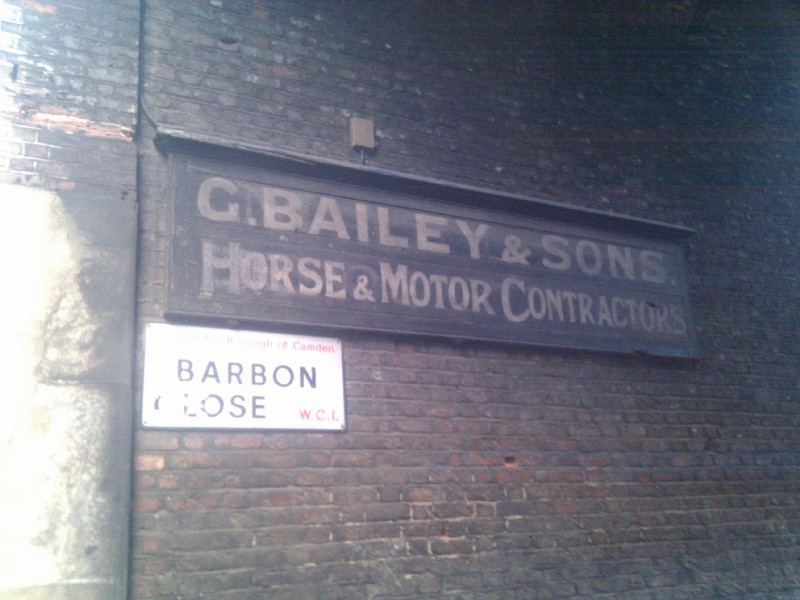 G. BAILEY & SONS.
HORSE & MOTOR CONTRACTORS
Borough of Camden
BARBON
CLOSE
W.C.1.